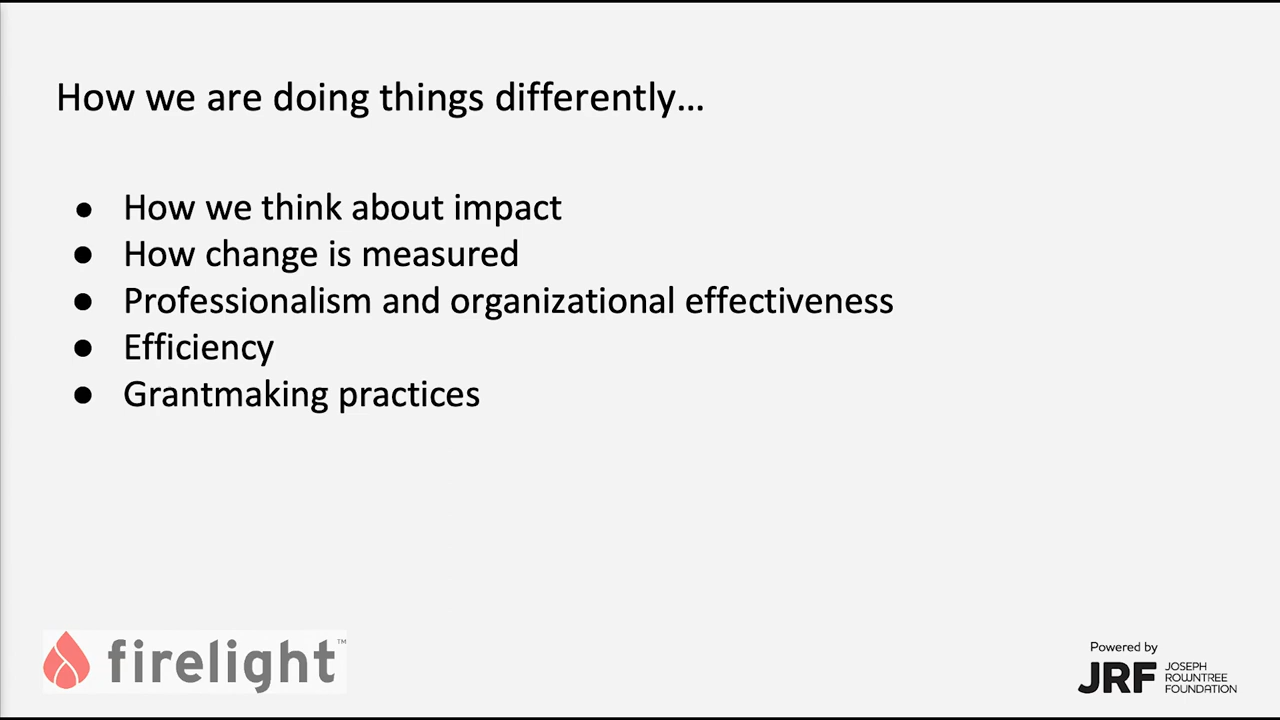 How we are doing things differently...
● How we think about impact
● How change is measured
● Professionalism and organizational effectiveness
● Efficiency
● Grantmaking practices
firelight™
Powered by
JRF
JOSEPH
ROWNTREE
FOUNDATION